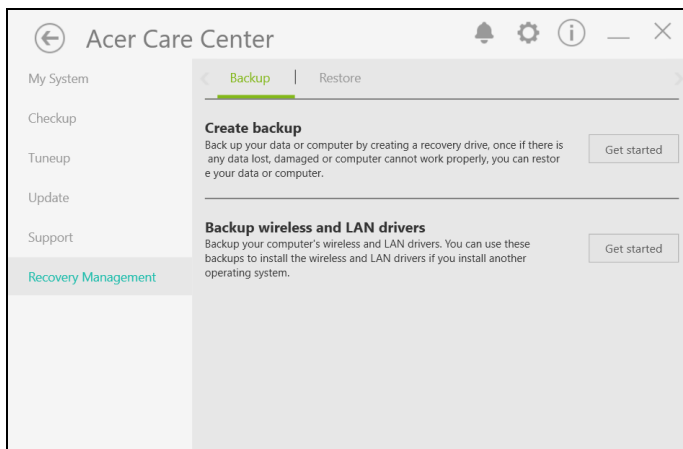 Acer Care Center
My System
Checkup
Tuneup
Update
Support
Recovery Management
Backup | Restore
Create backup
Back up your data or computer by creating a recovery drive, once if there is
any data lost, damaged or computer cannot work properly, you can restor
e your data or computer.
Get started
Backup wireless and LAN drivers
Backup your computer's wireless and LAN drivers. You can use these
backups to install the wireless and LAN drivers if you install another
operating system.
Get started